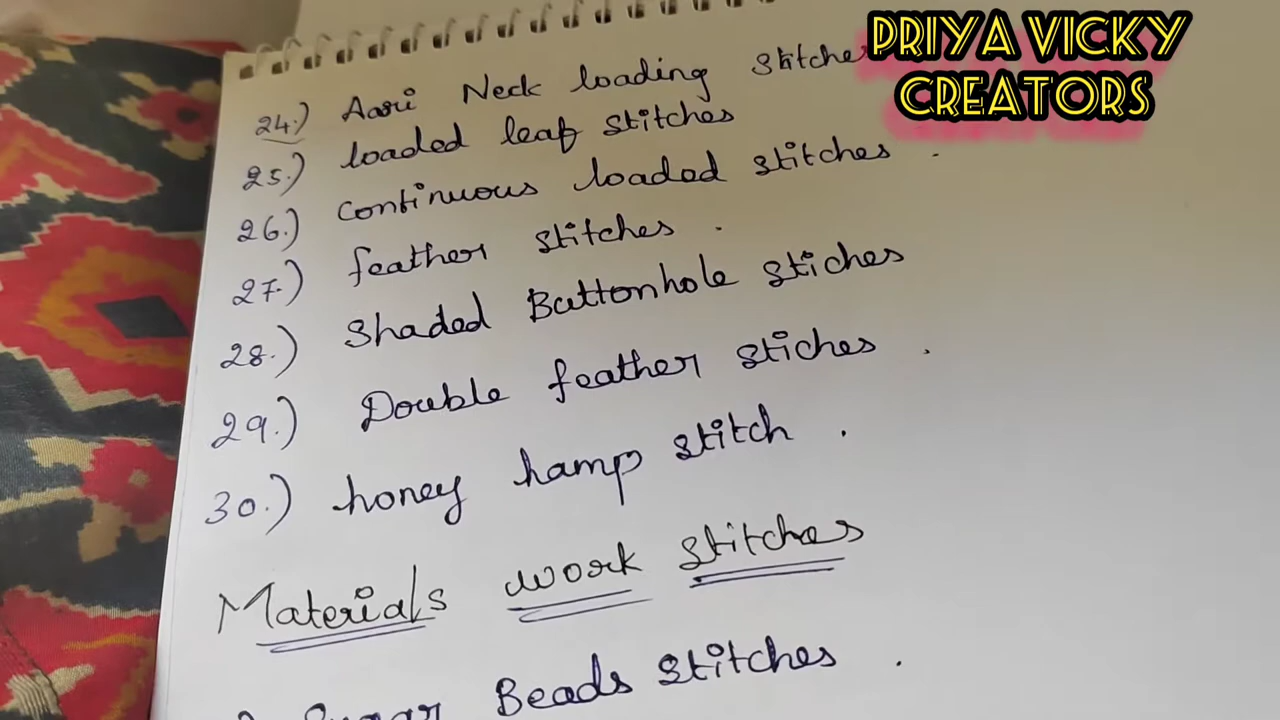 PRIYA VICKY
CREATORS
24.) Aari Neck loading stitches
25.) loaded leaf stitches
26.) continuous loaded stitches .
27.) feather stitches .
28.) Shaded Buttonhole stiches
29.) Double feather stiches .
30.) honey hamp stitch .
Materials work stitches
Sugar Beads stitches .